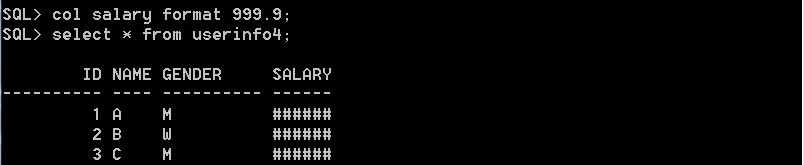 SQL> col salary format 999.9;
SQL> select * from userinfo4;
        ID NAME GENDER     SALARY
---------- ---- ---------- ------
         1 A    M          ######
         2 B    W          ######
         3 C    M          ######